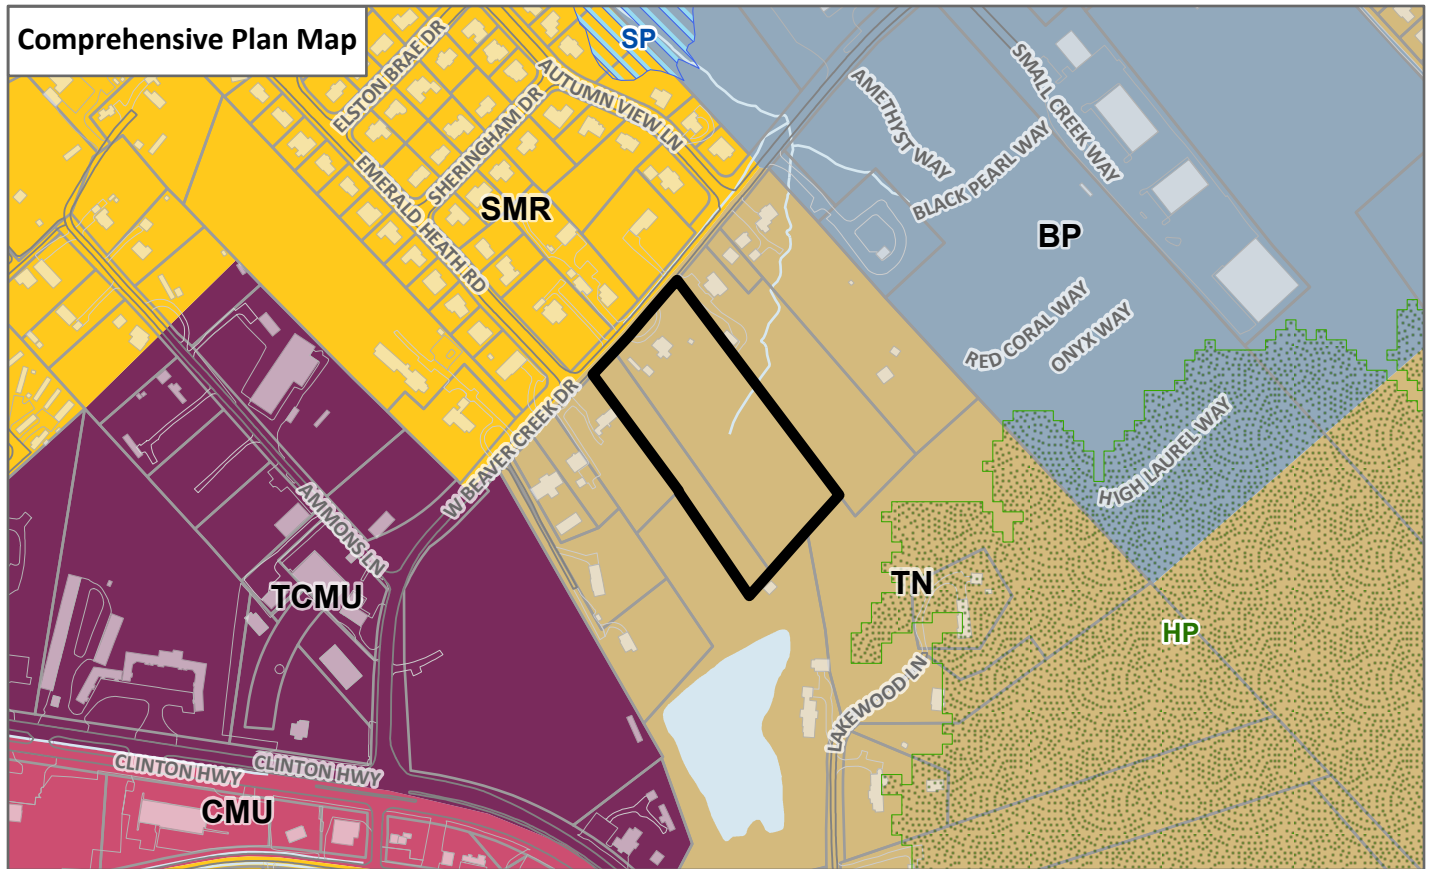 Comprehensive Plan Map
SP
ELSTON BRAE DR
AUTUMN VIEW LN
SHERINGHAM DR
EMERALD HEATH RD
SMR
SMALL CREEK WAY
AMETHYST WAY
BLACK PEARL WAY
BP
RED CORAL WAY
ONYX WAY
HIGH LAUREL WAY
W BEAVER CREEK DR
AMMONS LN
TCMU
TN
HP
LAKEWOOD LN
CLINTON HWY
CLINTON HWY
CMU